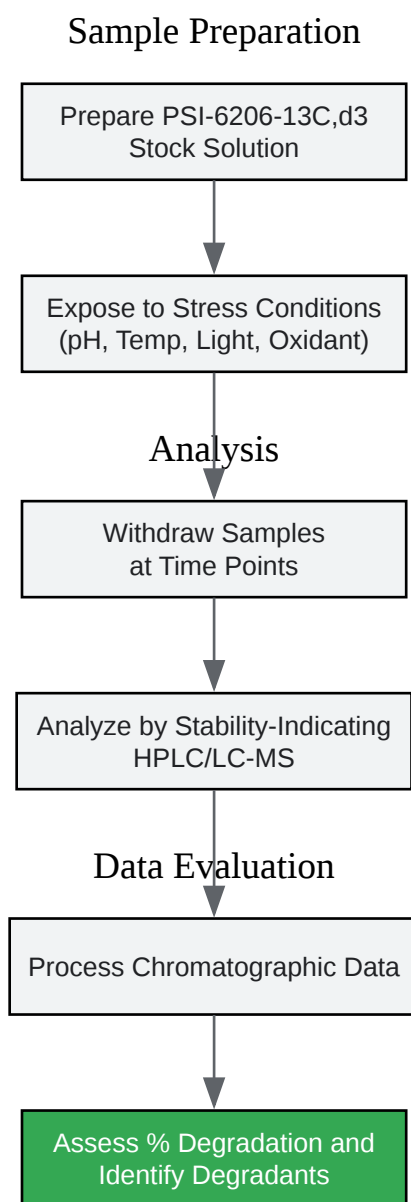 Sample Preparation
Prepare PSI-6206-13C,d3
Stock Solution
Expose to Stress Conditions
(pH, Temp, Light, Oxidant)
Analysis
Withdraw Samples
at Time Points
Analyze by Stability-Indicating
HPLC/LC-MS
Data Evaluation
Process Chromatographic Data
Assess % Degradation and
Identify Degradants